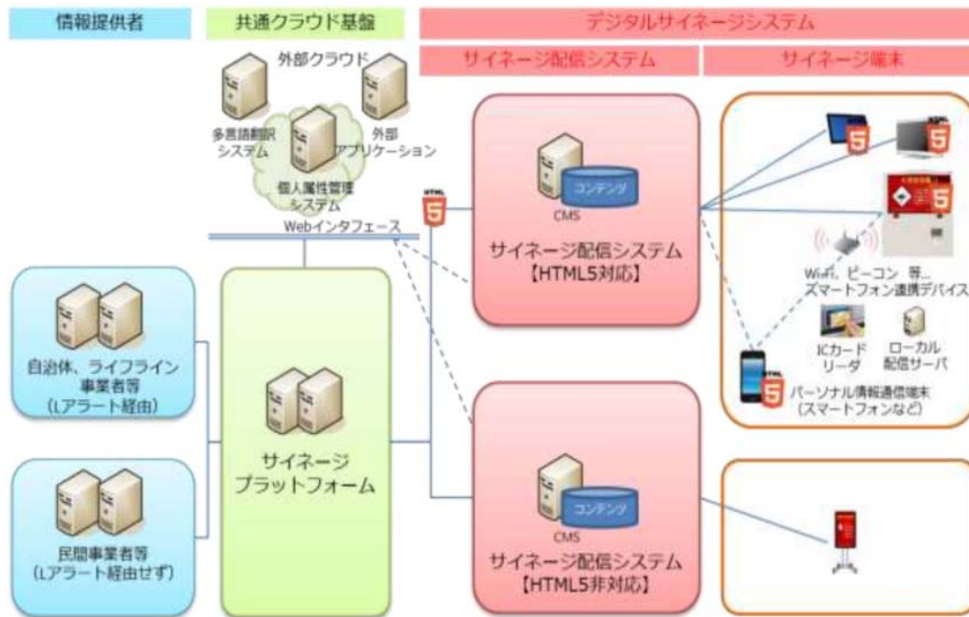 情報提供者
共通クラウド基盤
デジタルサイネージシステム
サイネージ配信システム
サイネージ端末
外部クラウド
多言語翻訳
システム
外部
アプリケーション
個人属性管理
システム
Webインタフェース
HTML
5
コンテンツ
CMS
サイネージ配信システム
【HTML5対応】
HTML
5
HTML
5
5
Wi-Fi、ビーコン 等…
スマートフォン連携デバイス
ICカード
リーダ
ローカル
配信サーバ
HTML
5
パーソナル情報通信端末
(スマートフォンなど)
自治体、ライフライン
事業者等
(Lアラート経由)
サイネージ
プラットフォーム
民間事業者等
(Lアラート経由せず)
コンテンツ
CMS
サイネージ配信システム
【HTML5非対応】